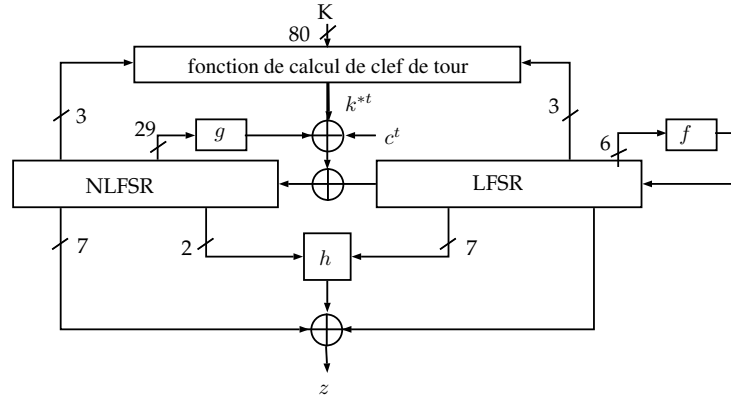 K
80
fonction de calcul de clef de tour
k*t
3
3
29
g
c^t
6
f
NLFSR
LFSR
7
2
h
7
z